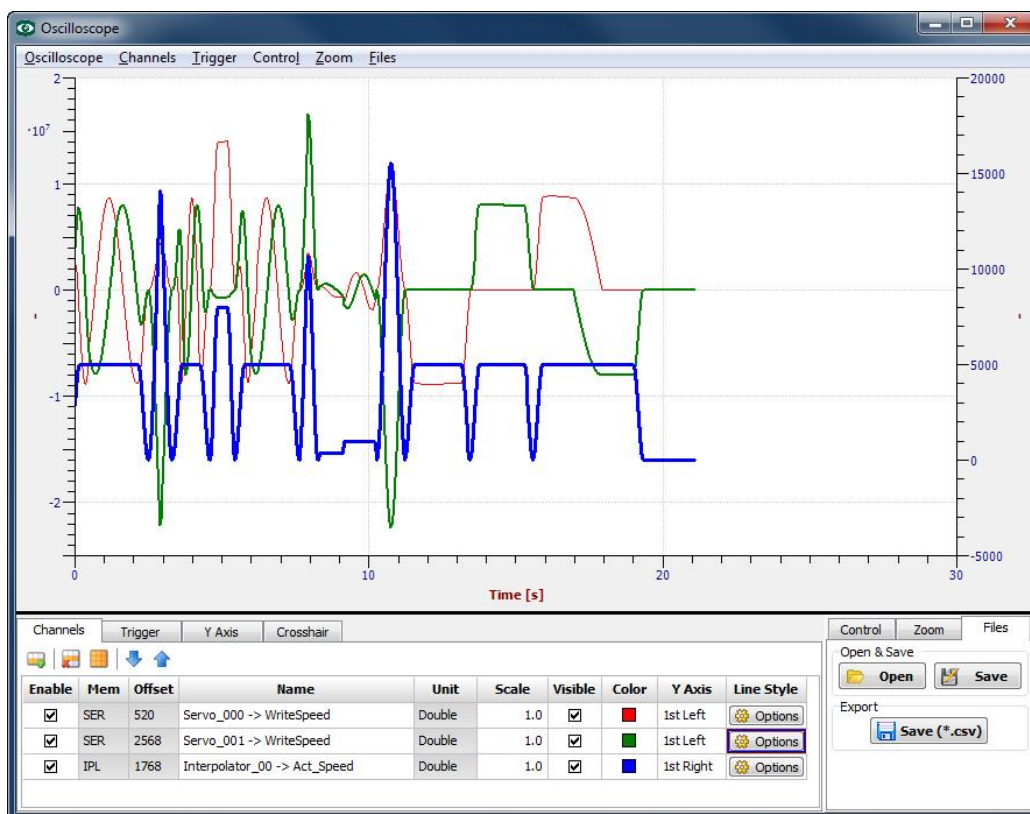 Oscilloscope
Oscilloscope Channels Trigger Control Zoom Files
2
·10⁷
1
0
-
-1
-2
20000
15000
10000
-
5000
0
-5000
0 10 20 30
Time [s]
Channels Trigger Y Axis Crosshair
Enable Mem Offset Name Unit Scale Visible Color Y Axis Line Style
SER 520 Servo_000 -> WriteSpeed Double 1.0 1st Left Options
SER 2568 Servo_001 -> WriteSpeed Double 1.0 1st Left Options
IPL 1768 Interpolator_00 -> Act_Speed Double 1.0 1st Right Options
Control Zoom Files
Open & Save
Open Save
Export
Save (*.csv)